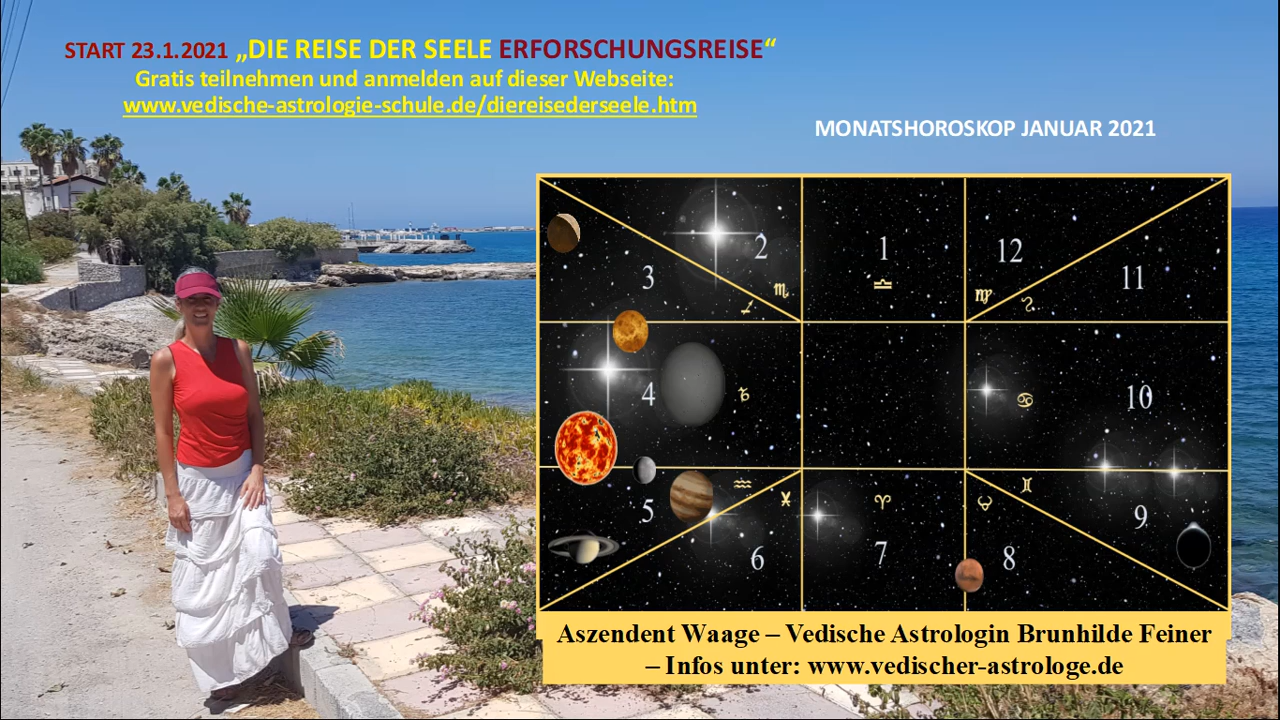 START 23.1.2021 „DIE REISE DER SEELE ERFORSCHUNGSREISE“
Gratis teilnehmen und anmelden auf dieser Webseite:
www.vedische-astrologie-schule.de/diereisederseele.htm
MONATSHOROSKOP JANUAR 2021
2 1 12
3 11
♎
♏ ♍
♐ ♌
4 ♑ ♋ 10
♒ ♊
5 ♓ ♈ ♉ 9
6 7 8
Aszendent Waage – Vedische Astrologin Brunhilde Feiner
– Infos unter: www.vedischer-astrologe.de